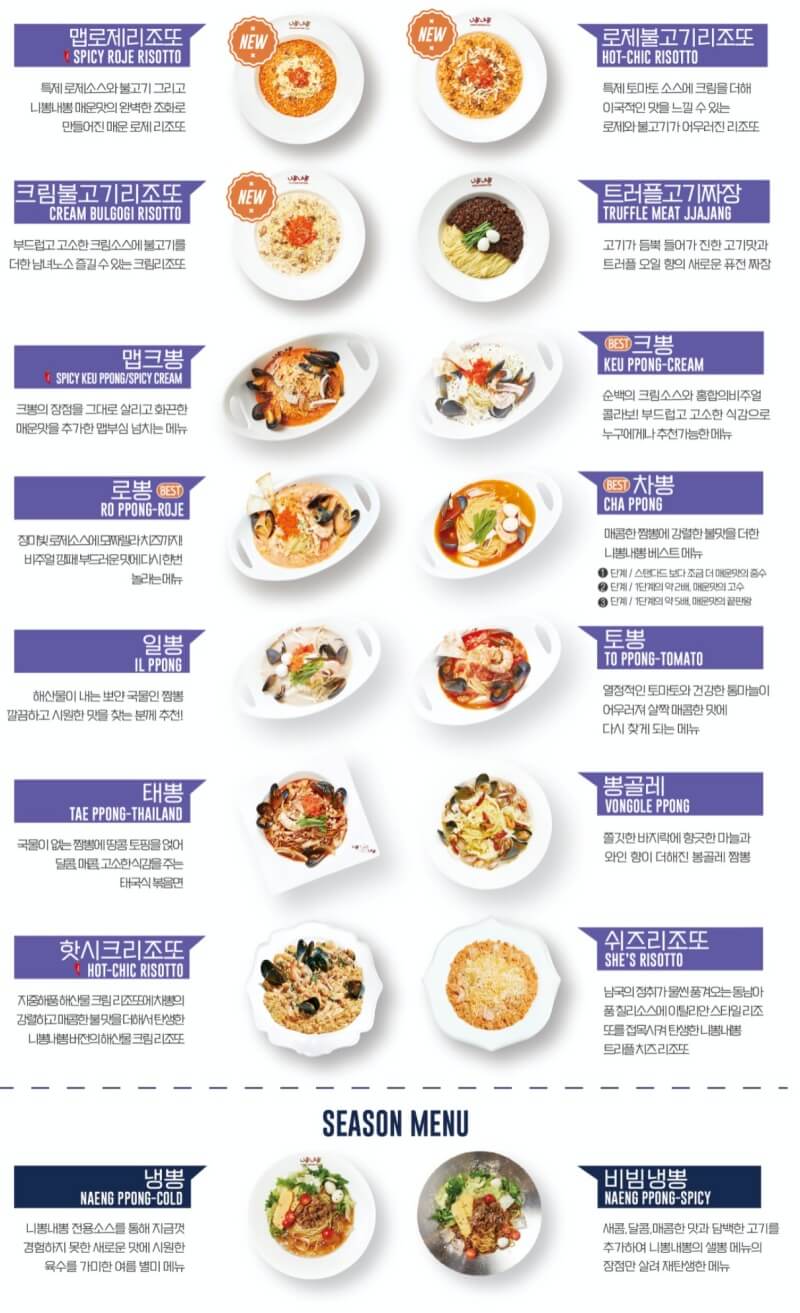 맵로제리조또
SPICY ROJE RISOTTO
특제 로제소스와 불고기 그리고
니뽕내뽕 매운맛의 완벽한 조화로
만들어진 매운 로제 리조또
NEW
NEW
로제불고기리조또
HOT-CHIC RISOTTO
특제 토마토 소스에 크림을 더해
이국적인 맛을 느낄 수 있는
로제와 불고기가 어우러진 리조또
크림불고기리조또
CREAM BULGOGI RISOTTO
부드럽고 고소한 크림소스에 불고기를
더한 남녀노소 즐길 수 있는 크림리조또
NEW
트러플고기짜장
TRUFFLE MEAT JJAJANG
고기가 듬뿍 들어가 진한 고기맛과
트러플 오일 향의 새로운 퓨전 짜장
맵크뽕
SPICY KEU PPONG/SPICY CREAM
크뽕의 장점을 그대로 살리고 화끈한
매운맛을 추가한 맵부심 넘치는 메뉴
BEST 크뽕
KEU PPONG-CREAM
순백의 크림소스와 홍합의비주얼
콜라보! 부드럽고 고소한 식감으로
누구에게나 추천가능한 메뉴
로뽕 BEST
RO PPONG-ROJE
장미빛 로제소스에 모짜렐라 치즈까지!
비주얼 깡패! 부드러운 맛에 다시 한번
놀라는 메뉴
BEST 차뽕
CHA PPONG
매콤한 짬뽕에 강렬한 불맛을 더한
니뽕내뽕 베스트 메뉴
❶ 단계 / 스탠다드 보다 조금 더 매운맛의 중수
❷ 단계 / 1단계의 약 2배, 매운맛의 고수
❸ 단계 / 1단계의 약 5배, 매운맛의 끝판왕
일뽕
IL PPONG
해산물이 내는 뽀얀 국물인 짬뽕
깔끔하고 시원한 맛을 찾는 분께 추천!
토뽕
TO PPONG-TOMATO
열정적인 토마토와 건강한 통마늘이
어우러져 살짝 매콤한 맛에
다시 찾게 되는 메뉴
태뽕
TAE PPONG-THAILAND
국물이 없는 짬뽕에 땅콩 토핑을 얹어
달콤, 매콤, 고소한 식감을 주는
태국식 볶음면
뽕골레
VONGOLE PPONG
쫄깃한 바지락에 향긋한 마늘과
와인 향이 더해진 봉골레 짬뽕
핫시크리조또
HOT-CHIC RISOTTO
지중해풍 해산물 크림 리조또에 차뽕의
강렬하고 매콤한 불 맛을 더해서 탄생한
니뽕내뽕 버전의 해산물 크림 리조또
쉬즈리조또
SHE'S RISOTTO
남국의 정취가 물씬 풍겨오는 동남아
풍 칠리소스에 이탈리안 스타일 리조
또를 접목시켜 탄생한 니뽕내뽕
트리플 치즈 리조또
SEASON MENU
냉뽕
NAENG PPONG-COLD
니뽕내뽕 전용소스를 통해 지금껏
경험하지 못한 새로운 맛에 시원한
육수를 가미한 여름 별미 메뉴
비빔냉뽕
NAENG PPONG-SPICY
새콤,달콤,매콤한 맛과 담백한 고기를
추가하여 니뽕내뽕의 샐뽕 메뉴의
장점만 살려 재탄생한 메뉴